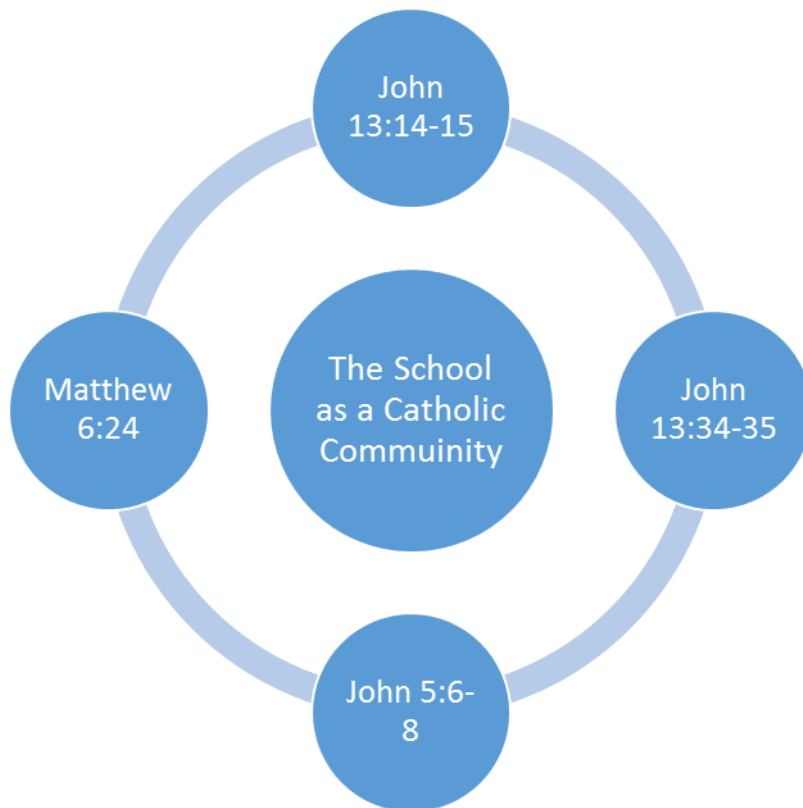 John
13:14-15
Matthew
6:24
The School
as a Catholic
Commuinity
John
13:34-35
John 5:6-
8